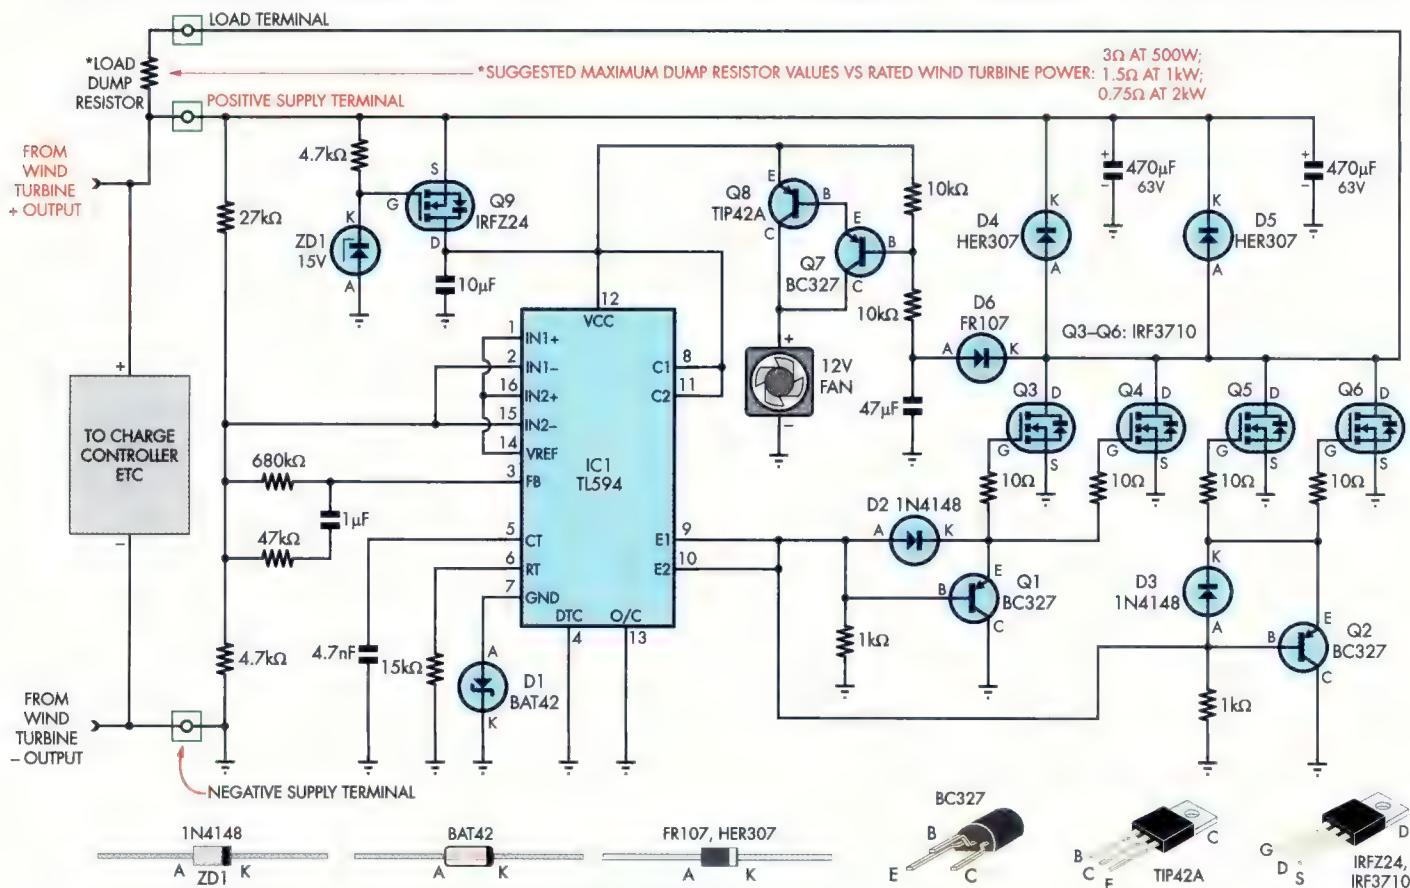 LOAD TERMINAL
*LOAD
DUMP
RESISTOR
*SUGGESTED MAXIMUM DUMP RESISTOR VALUES VS RATED WIND TURBINE POWER:
3Ω AT 500W;
1.5Ω AT 1kW;
0.75Ω AT 2kW
POSITIVE SUPPLY TERMINAL
FROM
WIND
TURBINE
+ OUTPUT
4.7kΩ
S
G
D
Q9
IRFZ24
27kΩ
K
ZD1
15V
A
10µF
E
Q8
TIP42A
B
C
E
B
Q7
BC327
C
10kΩ
10kΩ
K
D4
HER307
A
+
470µF
63V
–
K
D5
HER307
A
+
470µF
63V
–
D6
FR107
A
K
Q3–Q6: IRF3710
+
12V
FAN
–
47µF
Q3
D
G
S
10Ω
Q4
D
G
S
10Ω
Q5
D
G
S
10Ω
Q6
D
G
S
10Ω
+
TO CHARGE
CONTROLLER
ETC
–
12
VCC
1
IN1+
2
IN1–
16
IN2+
15
IN2–
14
VREF
3
FB
5
CT
6
RT
7
GND
DTC
4
O/C
13
C1
8
C2
11
E1
9
E2
10
IC1
TL594
680kΩ
1µF
47kΩ
4.7kΩ
4.7nF
15kΩ
A
D1
BAT42
K
D2 1N4148
A
K
E
B
Q1
BC327
C
1kΩ
K
D3
1N4148
A
E
B
Q2
BC327
C
1kΩ
FROM
WIND
TURBINE
– OUTPUT
NEGATIVE SUPPLY TERMINAL
1N4148
A
K
ZD1
BAT42
A
K
FR107, HER307
A
K
BC327
B
E
C
B
C
E
C
TIP42A
G
D
S
D
IRFZ24,
IRF3710